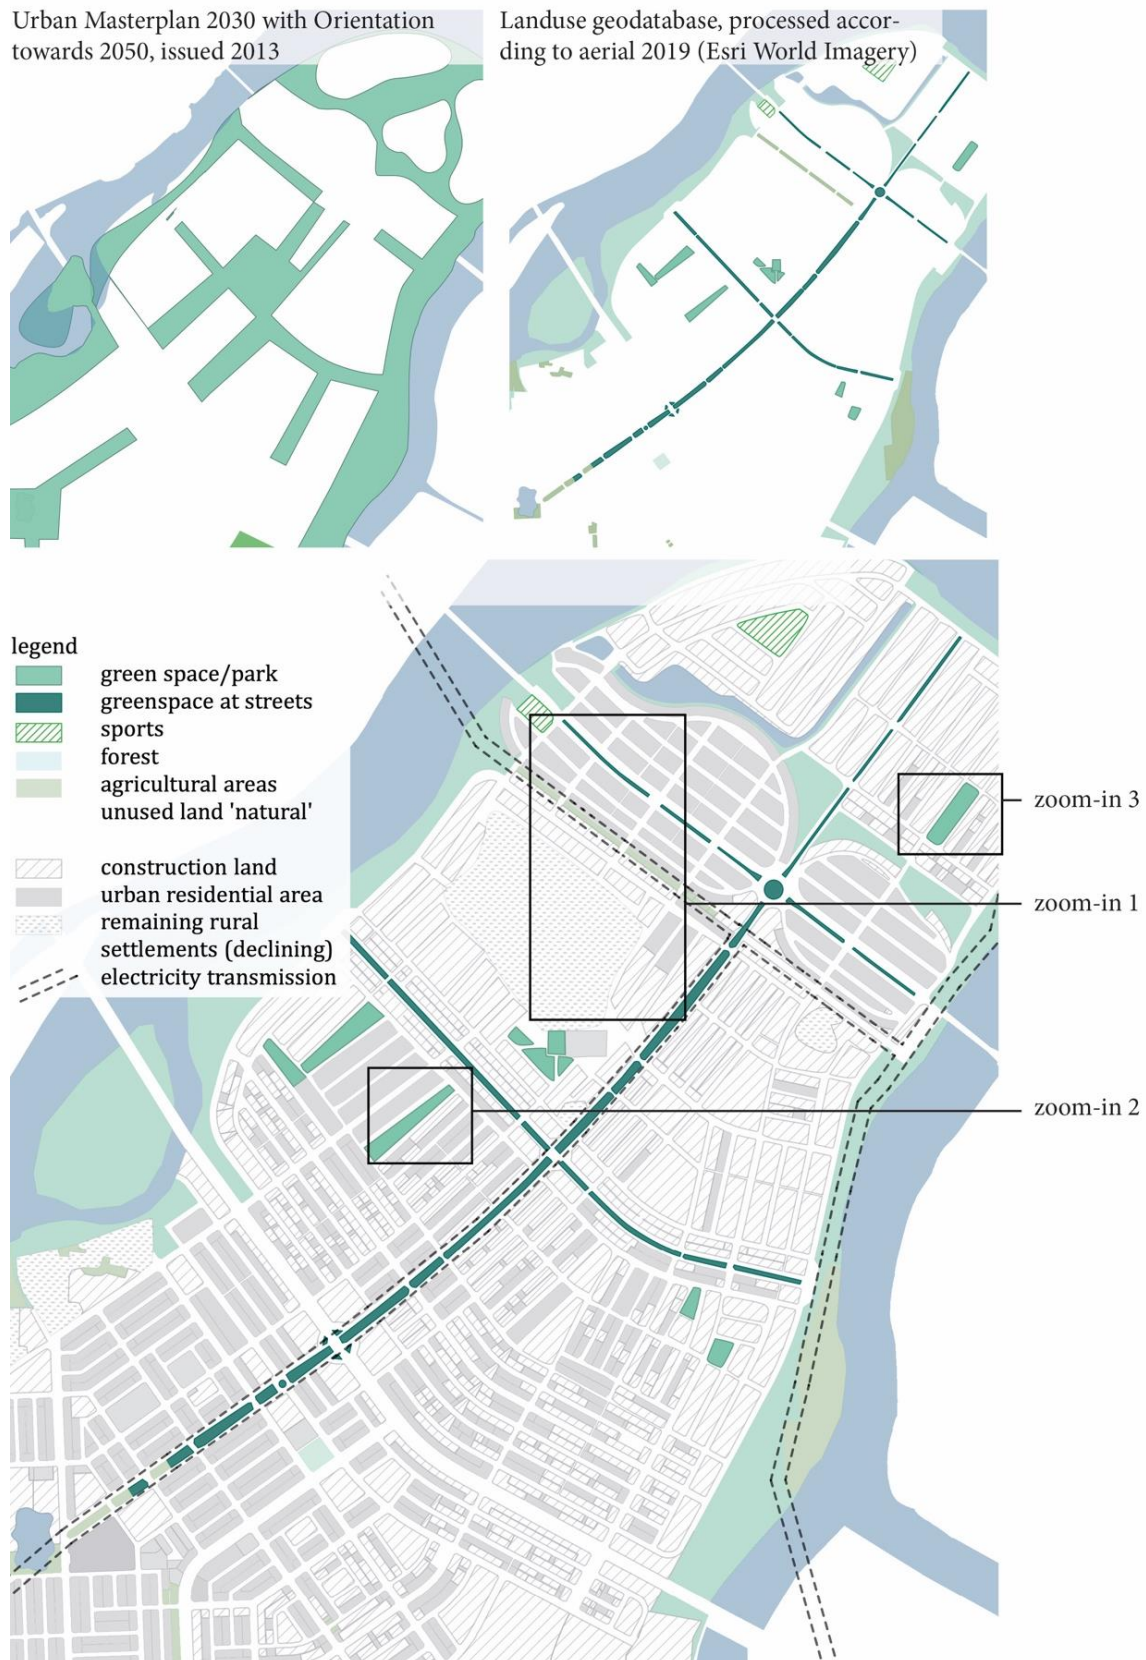 Urban Masterplan 2030 with Orientation
towards 2050, issued 2013
Landuse geodatabase, processed accor-
ding to aerial 2019 (Esri World Imagery)
legend
green space/park
greenspace at streets
sports
forest
agricultural areas
unused land 'natural'
construction land
urban residential area
remaining rural
settlements (declining)
electricity transmission
zoom-in 3
zoom-in 1
zoom-in 2